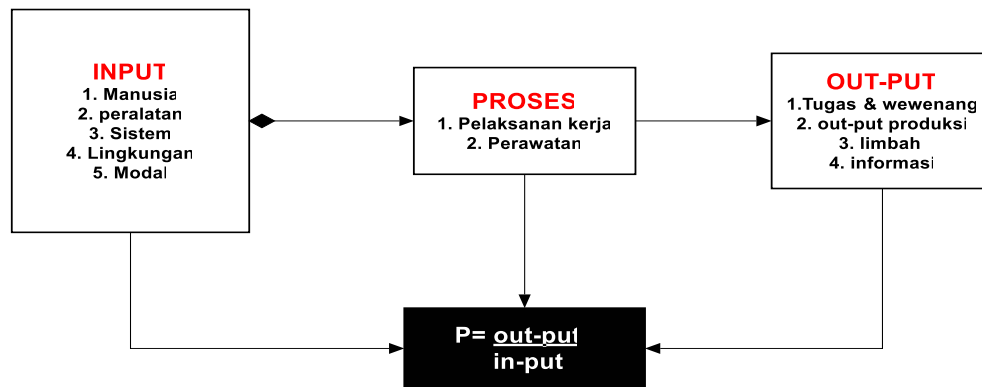 INPUT
1. Manusia
2. peralatan
3. Sistem
4. Lingkungan
5. Modal
PROSES
1. Pelaksanan kerja
2. Perawatan
OUT-PUT
1.Tugas & wewenang
2. out-put produksi
3. limbah
4. informasi
P= out-put
in-put